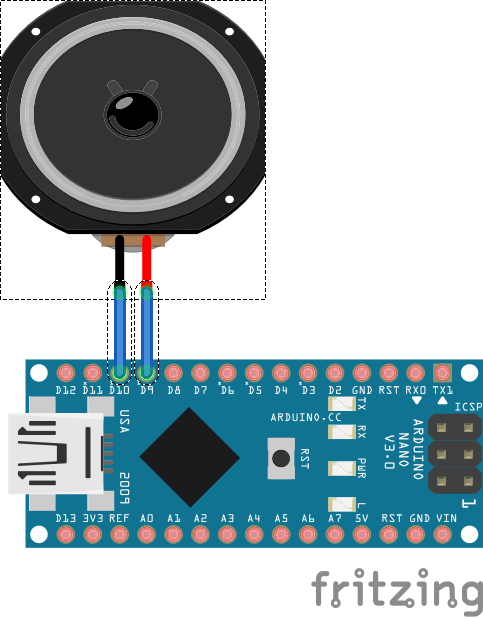 D12 D11 D10 D9 D8 D7 D6 D5 D4 D3 D2 GND RST RX0 TX1
TX
ICSP
ARDUINO.CC
RX
ARDUINO
NANO
V3.0
USA
RST
PWR
2009
L
1
D13 3V3 REF A0 A1 A2 A3 A4 A5 A6 A7 5V RST GND VIN
fritzing